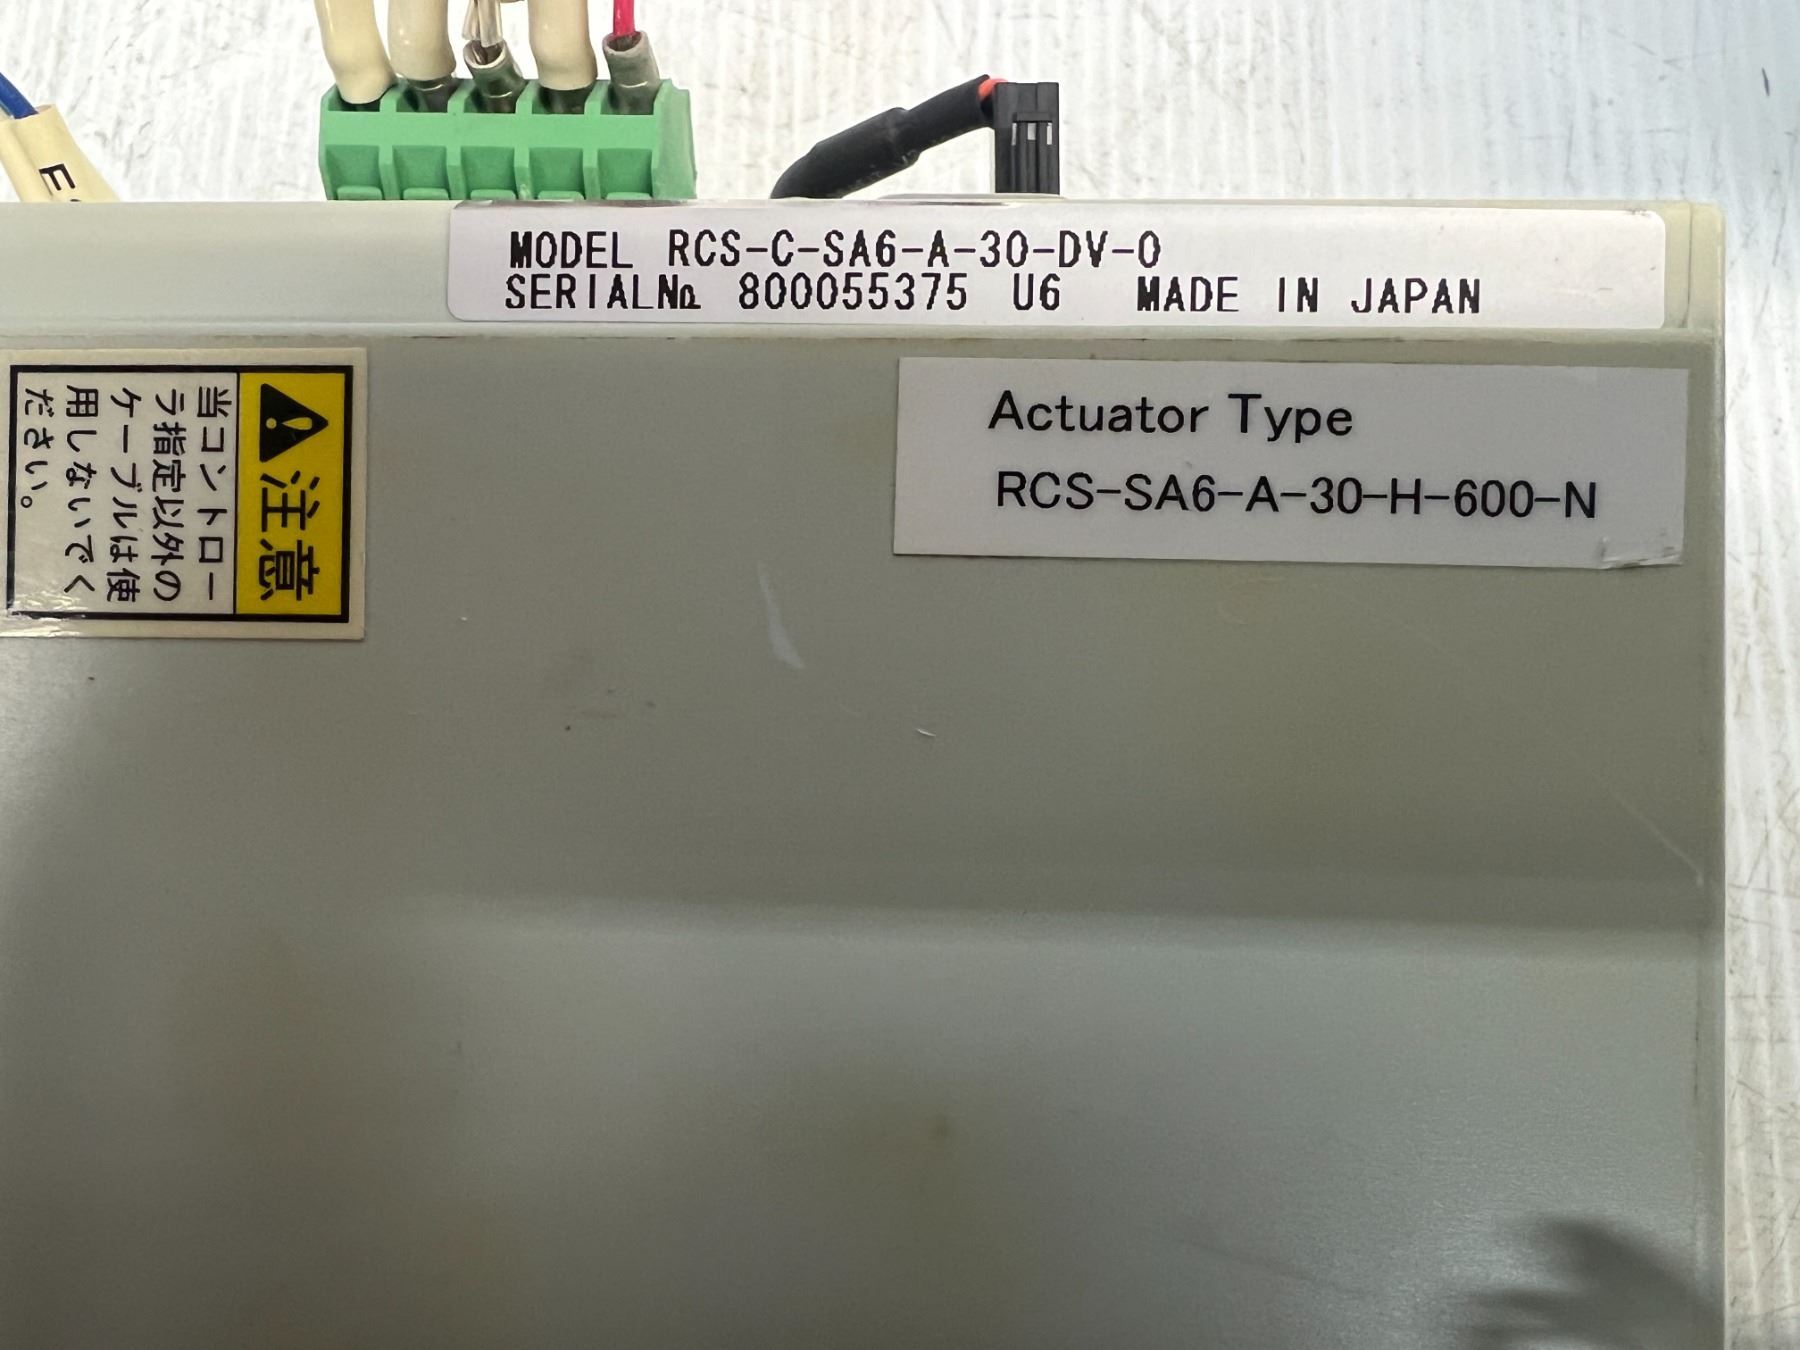 MODEL RCS-C-SA6-A-30-DV-0
SERIAL№ 800055375 U6 MADE IN JAPAN
Actuator Type
RCS-SA6-A-30-H-600-N
注意
当コントロー
ラ指定以外の
ケーブルは使
用しないでく
ださい。